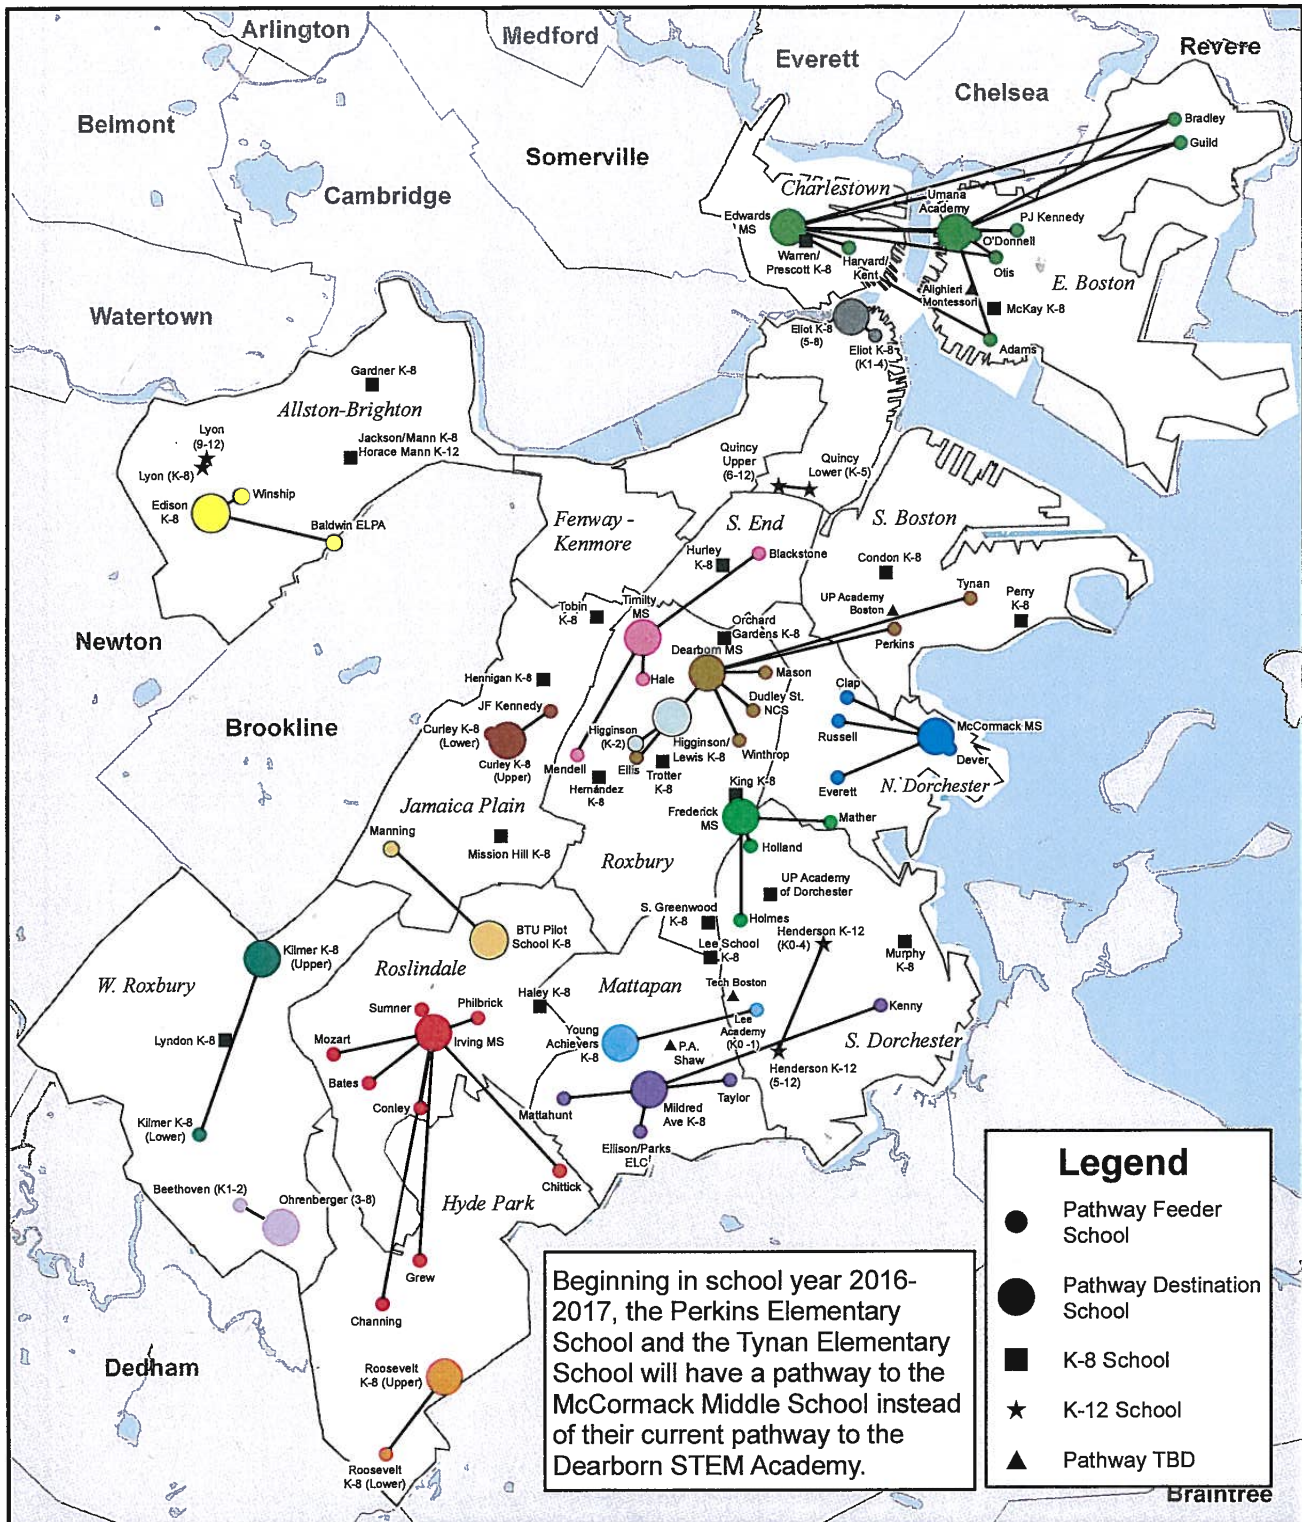 Arlington
Medford
Everett
Revere
Chelsea
Belmont
Somerville
Cambridge
Watertown
Newton
Brookline
Dedham
Braintree
Bradley
Guild
Charlestown
Umana
Academy
Edwards
MS
PJ Kennedy
O'Donnell
Otis
Warren/
Prescott K-8
Harvard/
Kent
Alighieri
Montessori
E. Boston
McKay K-8
Adams
Eliot K-8
(5-8)
Eliot K-8
(K1-4)
Gardner K-8
Allston-Brighton
Lyon
(9-12)
Lyon (K-8)
Jackson/Mann K-8
Horace Mann K-12
Edison
K-8
Winship
Baldwin ELPA
Quincy
Upper
(6-12)
Quincy
Lower (K-5)
Fenway -
Kenmore
S. End
S. Boston
Hurley
K-8
Blackstone
Condon K-8
Tynan
UP Academy
Boston
Perry
K-8
Perkins
Tobin
K-8
Timilty
MS
Orchard
Gardens K-8
Dearborn MS
Hale
Mason
Dudley St.
NCS
Winthrop
Hennigan K-8
JF Kennedy
Curley K-8
(Lower)
Curley K-8
(Upper)
Higginson
(K-2)
Higginson/
Lewis K-8
Mendell
Ellis
Trotter
K-8
Hernández
K-8
Clap
Russell
McCormack MS
Dever
Everett
N. Dorchester
King K-8
Frederick
MS
Mather
Holland
Jamaica Plain
Manning
Mission Hill K-8
Roxbury
UP Academy
of Dorchester
S. Greenwood
K-8
Holmes
Lee School
K-8
Henderson K-12
(K0-4)
Murphy
K-8
BTU Pilot
School K-8
Kilmer K-8
(Upper)
W. Roxbury
Roslindale
Mattapan
Haley K-8
Tech Boston
Lee
Academy
(K0 -1)
Kenny
S. Dorchester
Sumner
Philbrick
Irving MS
Mozart
Bates
Conley
Lyndon K-8
Young
Achievers
K-8
P.A.
Shaw
Henderson K-12
(5-12)
Mattahunt
Mildred
Ave K-8
Taylor
Ellison/Parks
ELC
Kilmer K-8
(Lower)
Chittick
Beethoven (K1-2)
Ohrenberger (3-8)
Hyde Park
Grew
Channing
Roosevelt
K-8 (Upper)
Roosevelt
K-8 (Lower)
Beginning in school year 2016-
2017, the Perkins Elementary
School and the Tynan Elementary
School will have a pathway to the
McCormack Middle School instead
of their current pathway to the
Dearborn STEM Academy.
Legend
Pathway Feeder
School
Pathway Destination
School
K-8 School
K-12 School
Pathway TBD